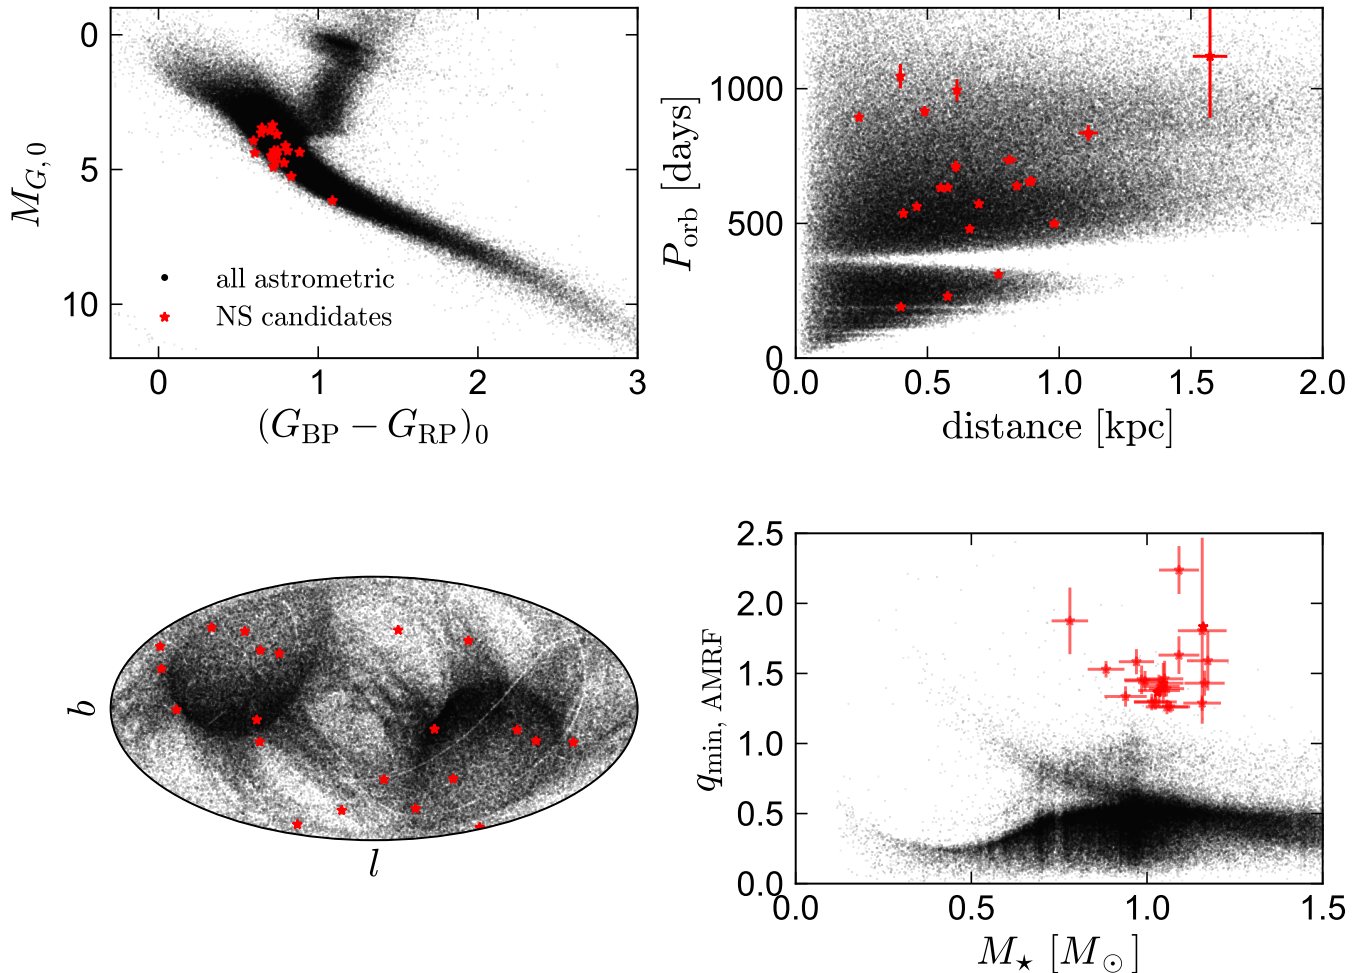 0
5
10
M_{G,0}
all astrometric
NS candidates
0 1 2 3
(G_BP − G_RP)_0
1000
500
0
P_orb [days]
0.0 0.5 1.0 1.5 2.0
distance [kpc]
b
l
2.5
2.0
1.5
1.0
0.5
0.0
q_min, AMRF
0.0 0.5 1.0 1.5
M_⋆ [M_⊙]